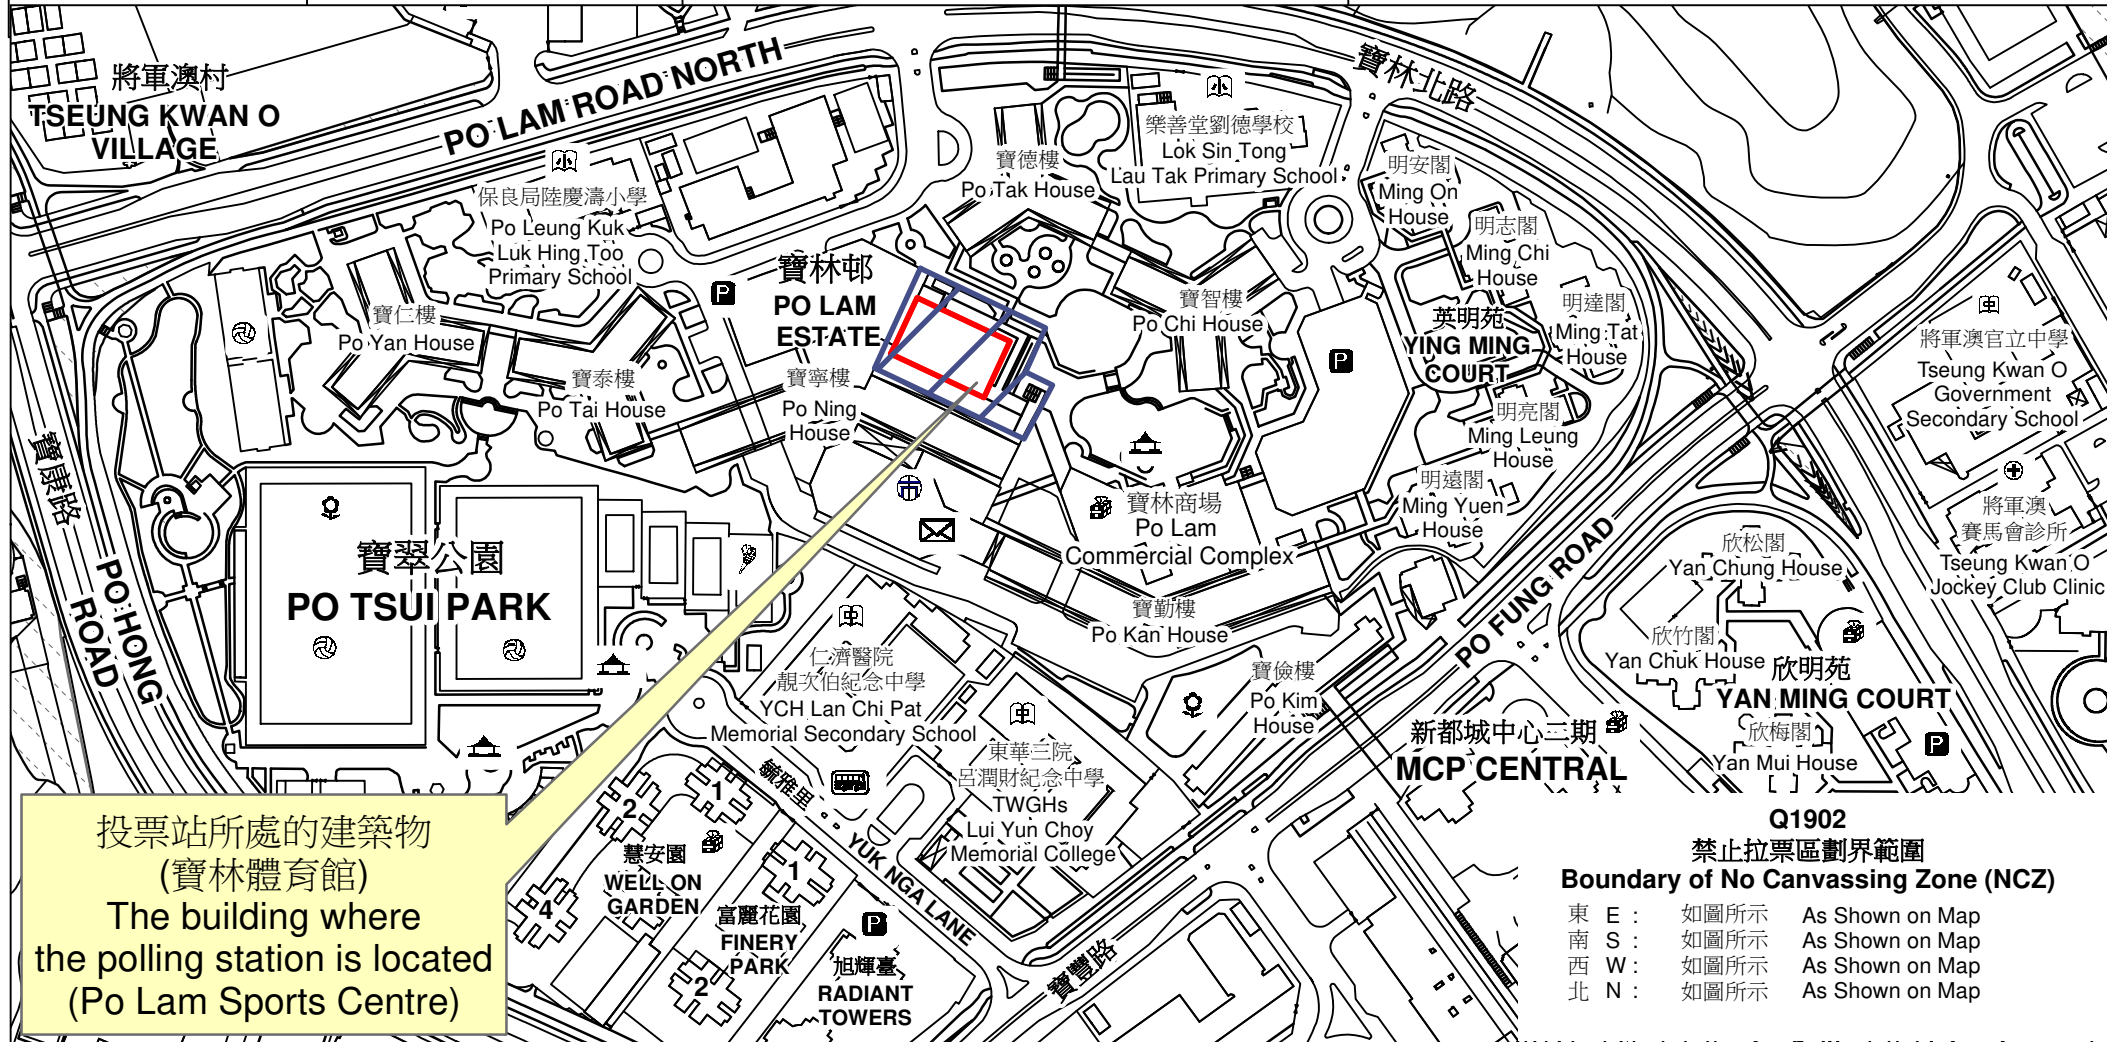 將軍澳村
TSEUNG KWAN O
VILLAGE
PO LAM ROAD NORTH
寶林北路
保良局陸慶濤小學
Po Leung Kuk
Luk Hing Too
Primary School
寶德樓
Po Tak House
樂善堂劉德學校
Lok Sin Tong
Lau Tak Primary School
明安閣
Ming On
House
明志閣
Ming Chi
House
明達閣
Ming Tat
House
英明苑
YING MING
COURT
明亮閣
Ming Leung
House
明遠閣
Ming Yuen
House
將軍澳官立中學
Tseung Kwan O
Government
Secondary School
將軍澳
賽馬會診所
Tseung Kwan O
Jockey Club Clinic
寶林邨
PO LAM
ESTATE
寶智樓
Po Chi House
寶仁樓
Po Yan House
寶泰樓
Po Tai House
寶寧樓
Po Ning
House
寶林商場
Po Lam
Commercial Complex
寶勤樓
Po Kan House
寶儉樓
Po Kim
House
寶康路
PO HONG
ROAD
寶翠公園
PO TSUI PARK
仁濟醫院
靚次伯紀念中學
YCH Lan Chi Pat
Memorial Secondary School
東華三院
呂潤財紀念中學
TWGHs
Lui Yun Choy
Memorial College
PO FUNG ROAD
寶豐路
欣松閣
Yan Chung House
欣竹閣
Yan Chuk House
欣明苑
YAN MING COURT
欣梅閣
Yan Mui House
新都城中心三期
MCP CENTRAL
毓雅里
YUK NGA LANE
1
2
4
慧安園
WELL ON
GARDEN
1
2
富麗花園
FINERY
PARK
旭輝臺
RADIANT
TOWERS
P
P
P
P
投票站所處的建築物
(寶林體育館)
The building where
the polling station is located
(Po Lam Sports Centre)
Q1902
禁止拉票區劃界範圍
Boundary of No Canvassing Zone (NCZ)
東 E : 如圖所示 As Shown on Map
南 S : 如圖所示 As Shown on Map
西 W : 如圖所示 As Shown on Map
北 N : 如圖所示 As Shown on Map